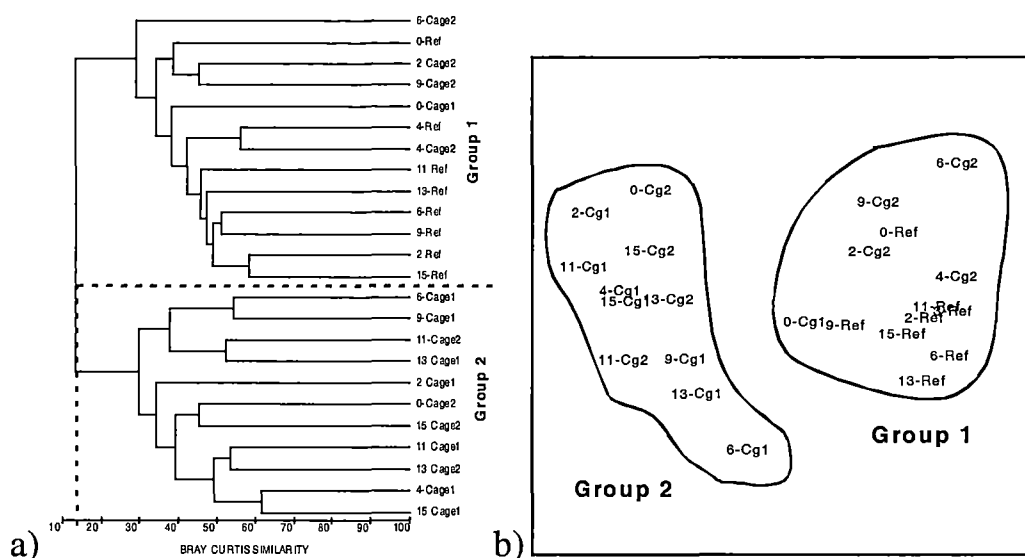 6-Cage2
0-Ref
2 Cage2
9-Cage2
0-Cage1
4-Ref
4-Cage2
11 Ref
13-Ref
6-Ref
9-Ref
2 Ref
15-Ref
Group 1
6-Cage1
9-Cage1
11-Cage2
13 Cage1
2 Cage1
0-Cage2
15 Cage2
11 Cage1
13 Cage2
4-Cage1
15 Cage1
Group 2
10 20 30 40 50 60 70 80 90 100
BRAY CURTIS SIMILARITY
a)
6-Cg2
0-Cg2
9-Cg2
2-Cg1
0-Ref
15-Cg2
2-Cg2
11-Cg1
4-Cg2
4-Cg1
15-Cg1 13-Cg2
11-Ref
2-Ref
0-Cg1 9-Ref
15-Ref
11-Cg2
9-Cg1
6-Ref
13-Cg1
13-Ref
6-Cg1
Group 1
Group 2
b)